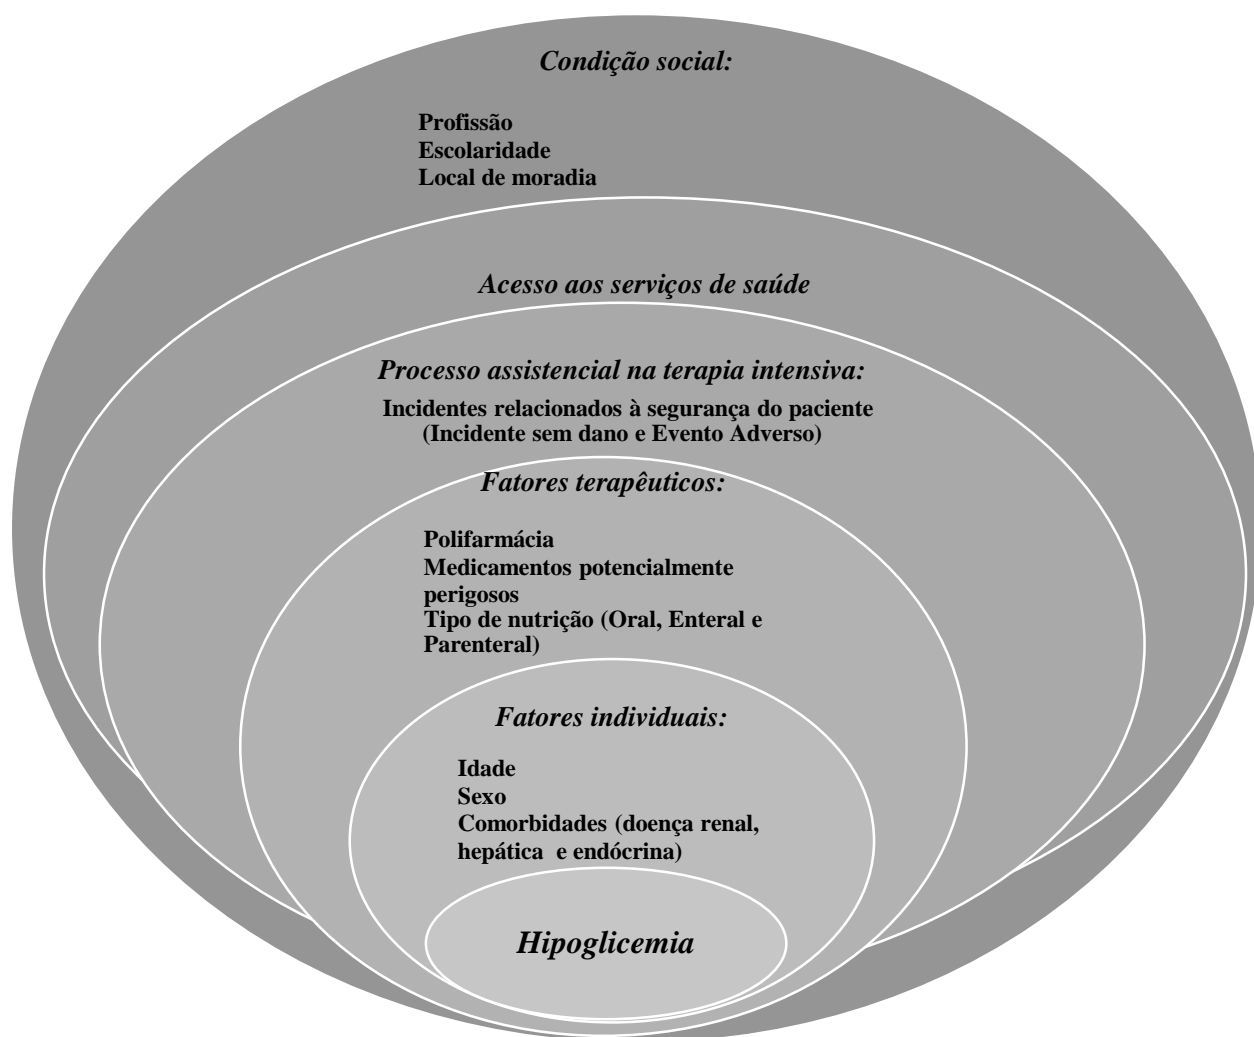 Condição social:
Profissão
Escolaridade
Local de moradia
Acesso aos serviços de saúde
Processo assistencial na terapia intensiva:
Incidentes relacionados à segurança do paciente
(Incidente sem dano e Evento Adverso)
Fatores terapêuticos:
Polifarmácia
Medicamentos potencialmente
perigosos
Tipo de nutrição (Oral, Enteral e
Parenteral)
Fatores individuais:
Idade
Sexo
Comorbidades (doença renal,
hepática e endócrina)
Hipoglicemia